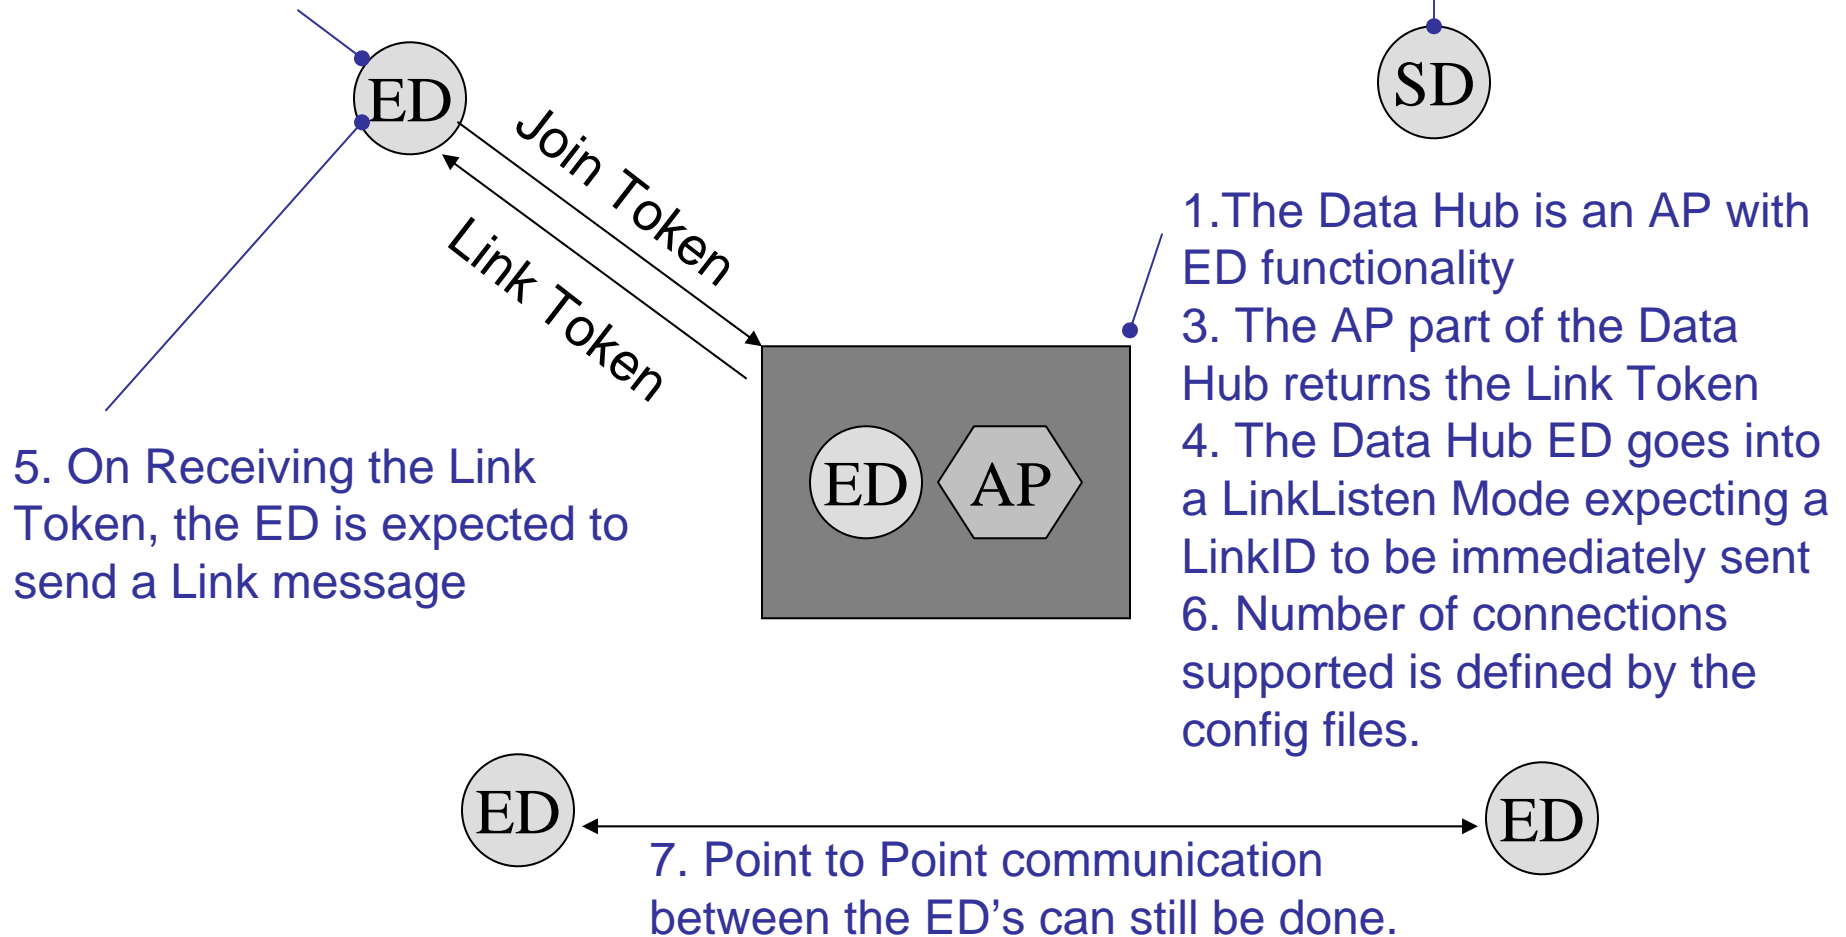 ED
SD
Join Token
Link Token
1.The Data Hub is an AP with
ED functionality
3. The AP part of the Data
Hub returns the Link Token
4. The Data Hub ED goes into
a LinkListen Mode expecting a
LinkID to be immediately sent
6. Number of connections
supported is defined by the
config files.
5. On Receiving the Link
Token, the ED is expected to
send a Link message
ED
AP
ED
ED
7. Point to Point communication
between the ED's can still be done.